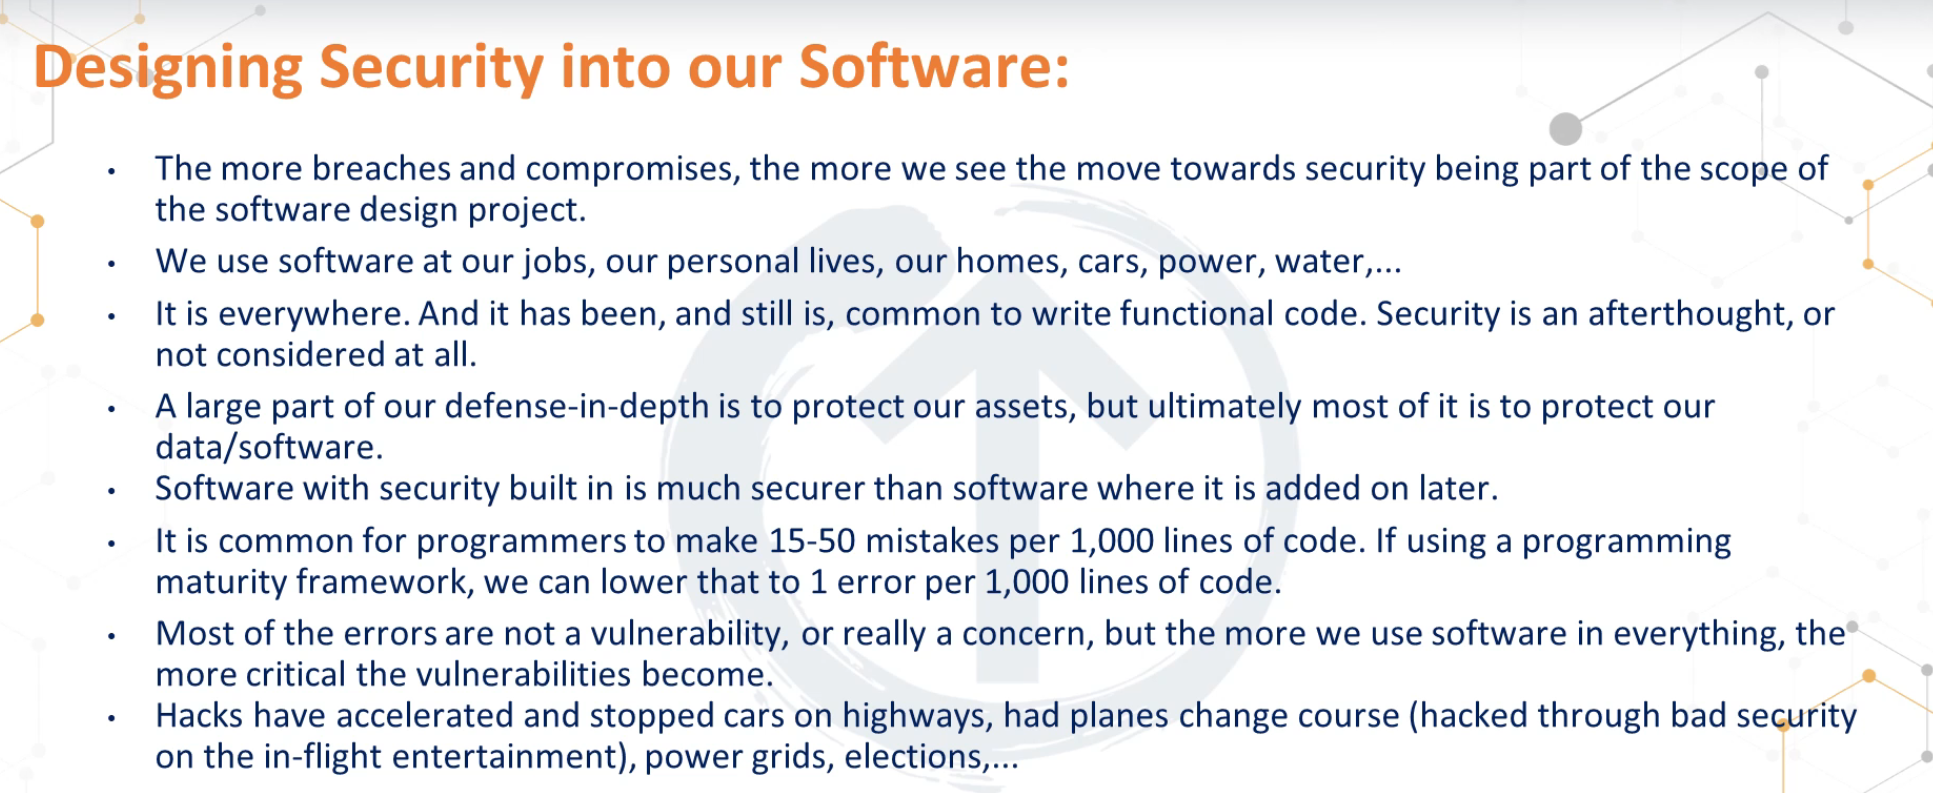 Designing Security into our Software:
• The more breaches and compromises, the more we see the move towards security being part of the scope of
the software design project.
• We use software at our jobs, our personal lives, our homes, cars, power, water,...
• It is everywhere. And it has been, and still is, common to write functional code. Security is an afterthought, or
not considered at all.
• A large part of our defense-in-depth is to protect our assets, but ultimately most of it is to protect our
data/software.
• Software with security built in is much securer than software where it is added on later.
• It is common for programmers to make 15-50 mistakes per 1,000 lines of code. If using a programming
maturity framework, we can lower that to 1 error per 1,000 lines of code.
• Most of the errors are not a vulnerability, or really a concern, but the more we use software in everything, the
more critical the vulnerabilities become.
• Hacks have accelerated and stopped cars on highways, had planes change course (hacked through bad security
on the in-flight entertainment), power grids, elections,...